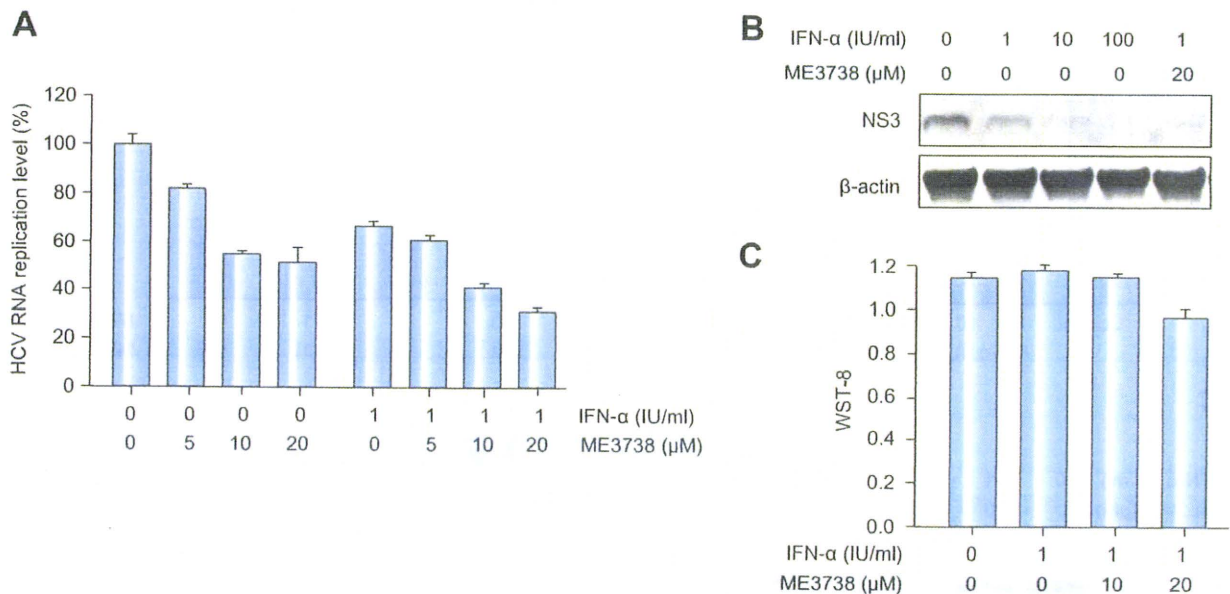 A
HCV RNA replication level (%)
120
100
80
60
40
20
0
0 0 0 0 1 1 1 1 IFN-α (IU/ml)
0 5 10 20 0 5 10 20 ME3738 (µM)
B
IFN-α (IU/ml) 0 1 10 100 1
ME3738 (µM) 0 0 0 0 20
NS3
β-actin
C
WST-8
1.2
1.0
0.8
0.6
0.4
0.2
0.0
IFN-α (IU/ml) 0 1 1 1
ME3738 (µM) 0 0 10 20